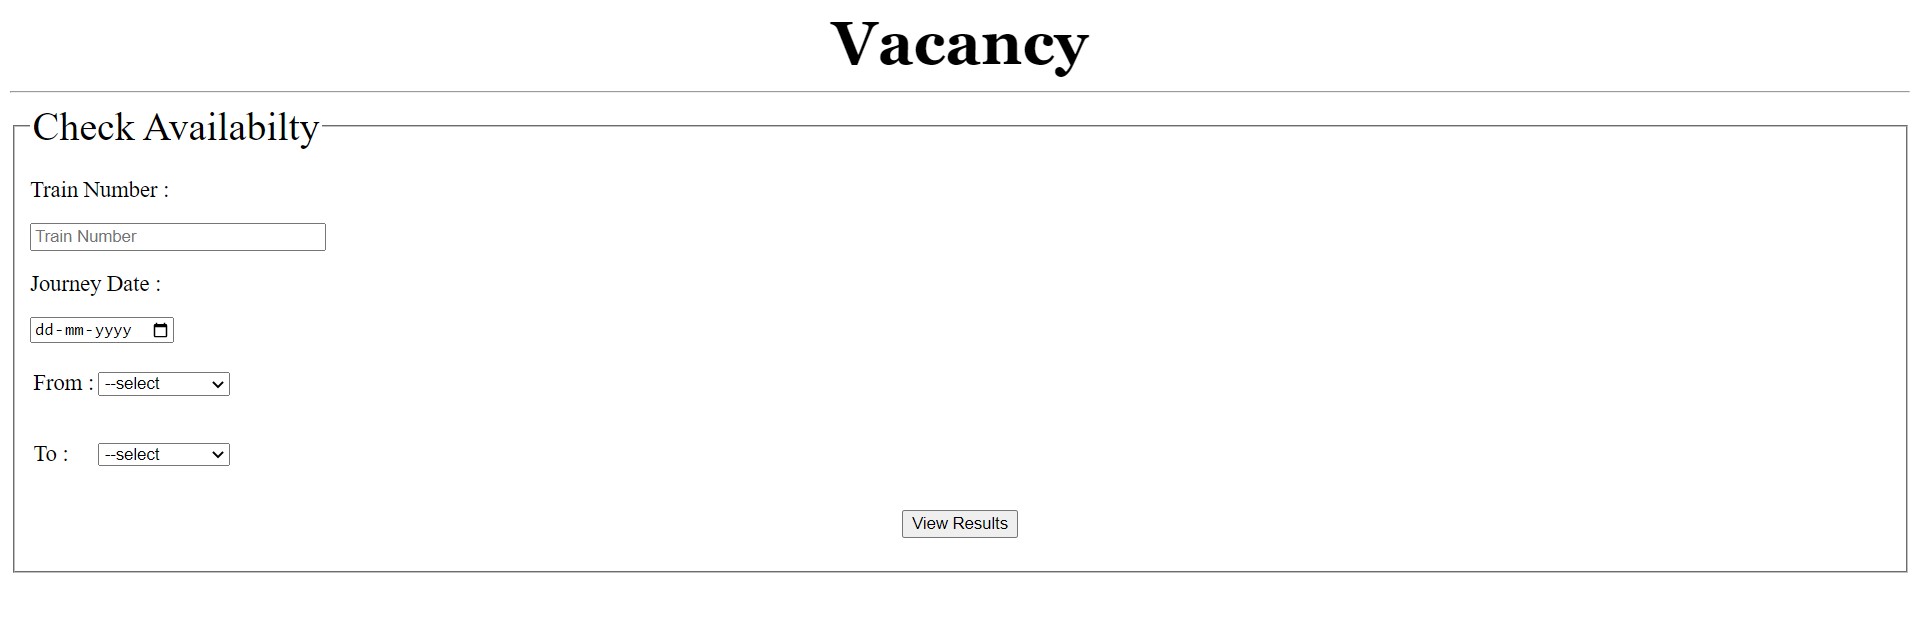 Vacancy
Check Availabilty
Train Number :
Train Number
Journey Date :
dd-mm-yyyy
From : --select
To : --select
View Results